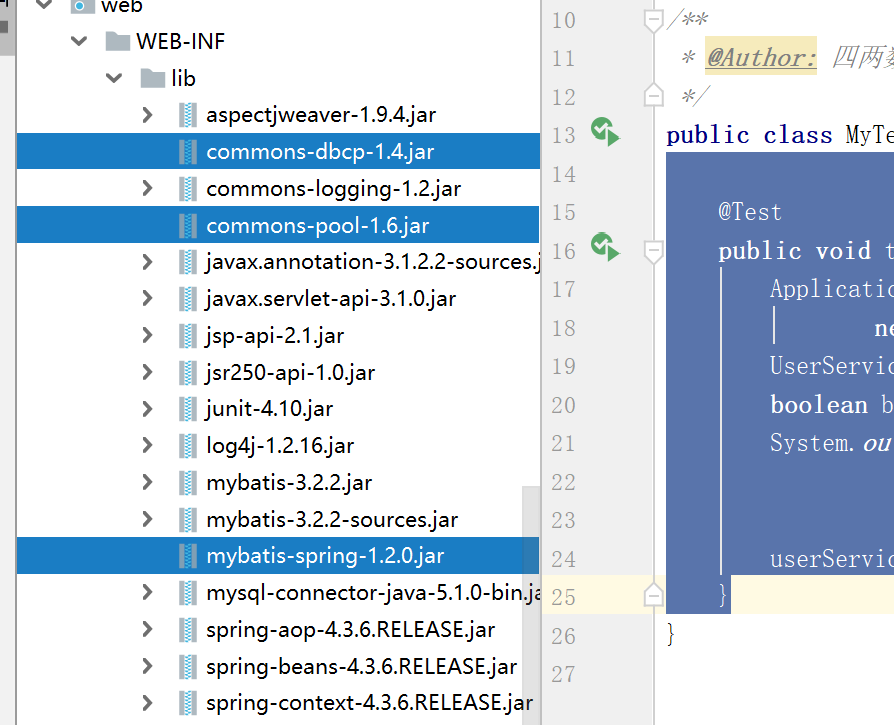 web
WEB-INF
lib
aspectjweaver-1.9.4.jar
commons-dbcp-1.4.jar
commons-logging-1.2.jar
commons-pool-1.6.jar
javax.annotation-3.1.2.2-sources.j
javax.servlet-api-3.1.0.jar
jsp-api-2.1.jar
jsr250-api-1.0.jar
junit-4.10.jar
log4j-1.2.16.jar
mybatis-3.2.2.jar
mybatis-3.2.2-sources.jar
mybatis-spring-1.2.0.jar
mysql-connector-java-5.1.0-bin.ja
spring-aop-4.3.6.RELEASE.jar
spring-beans-4.3.6.RELEASE.jar
spring-context-4.3.6.RELEASE.jar
10 /**
11 * @Author: 四两
12 */
13 public class MyTe
14
15 @Test
16 public void t
17 Applicatio
18 ne
19 UserServic
20 boolean b
21 System.ou
22
23
24 userServic
25 }
26 }
27